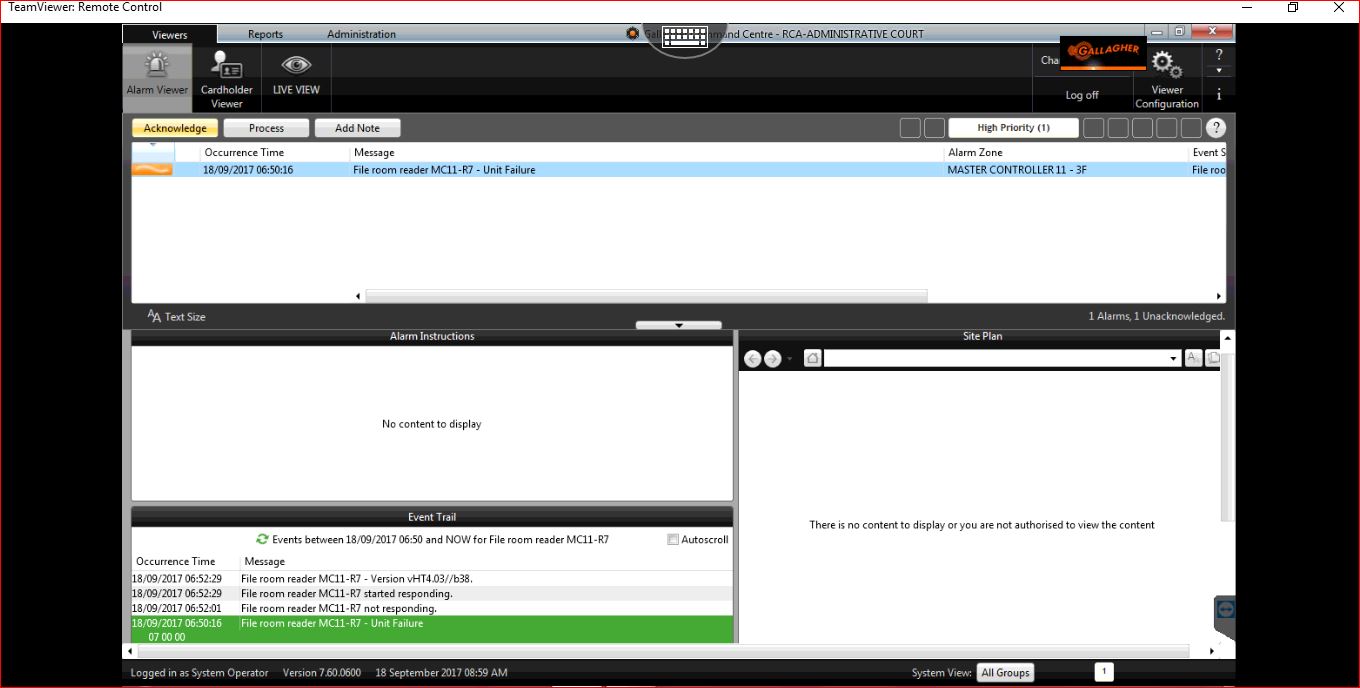 TeamViewer: Remote Control
Viewers Reports Administration
Command Centre - RCA-ADMINISTRATIVE COURT
Alarm Viewer
Cardholder Viewer
LIVE VIEW
GALLAGHER
Log off
Viewer Configuration
?
i
Acknowledge Process Add Note High Priority (1) ?
Occurrence Time Message Alarm Zone Event S
18/09/2017 06:50:16 File room reader MC11-R7 - Unit Failure MASTER CONTROLLER 11 - 3F File roo
AA Text Size 1 Alarms, 1 Unacknowledged.
Alarm Instructions
No content to display
Site Plan
There is no content to display or you are not authorised to view the content
Event Trail
Events between 18/09/2017 06:50 and NOW for File room reader MC11-R7 Autoscroll
Occurrence Time Message
18/09/2017 06:52:29 File room reader MC11-R7 - Version vHT4.03//b38.
18/09/2017 06:52:29 File room reader MC11-R7 started responding.
18/09/2017 06:52:01 File room reader MC11-R7 not responding.
18/09/2017 06:50:16 File room reader MC11-R7 - Unit Failure
07 00 00
Logged in as System Operator Version 7.60.0600 18 September 2017 08:59 AM System View: All Groups 1